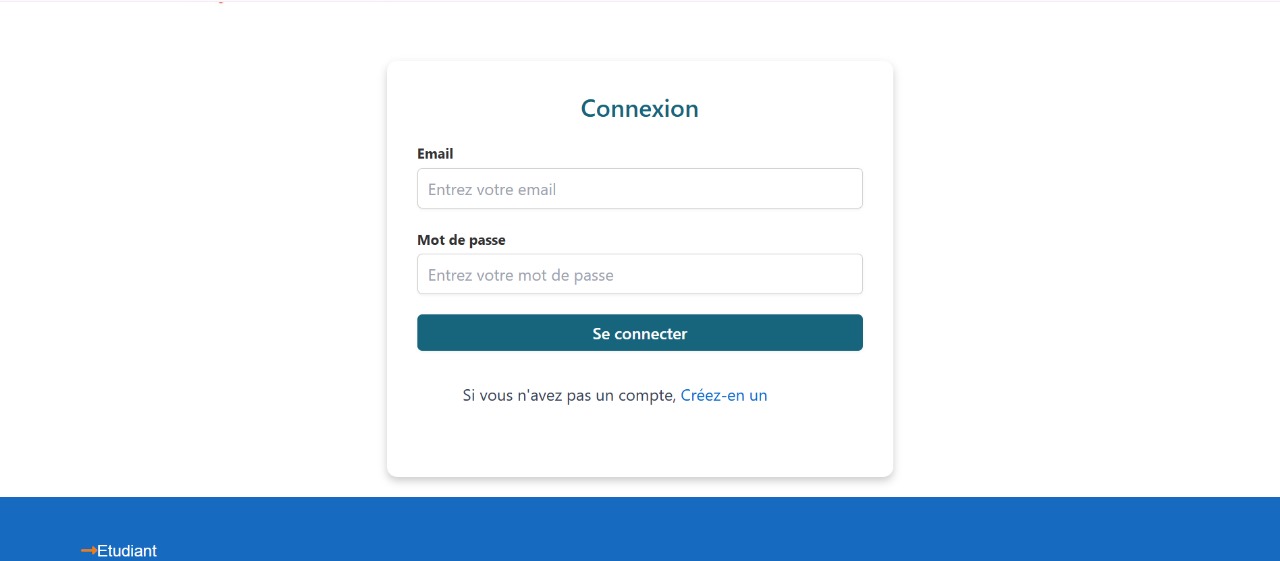 Connexion
Email
Entrez votre email
Mot de passe
Entrez votre mot de passe
Se connecter
Si vous n'avez pas un compte, Créez-en un
Etudiant